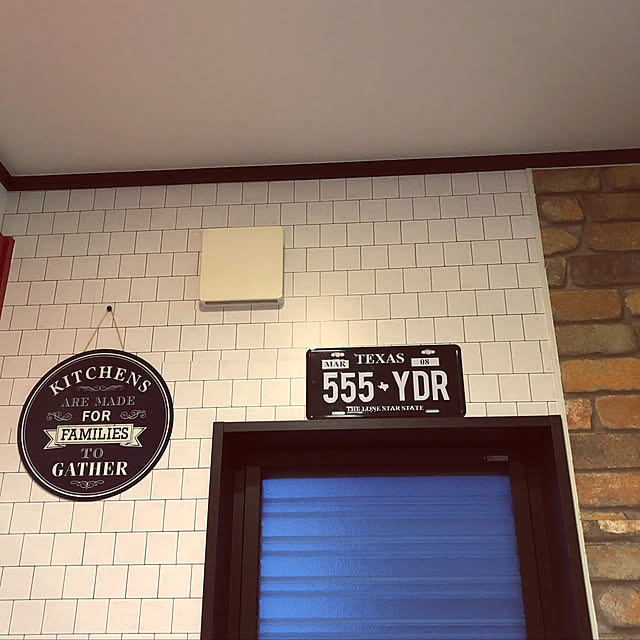 KITCHENS
ARE MADE
FOR
FAMILIES
TO
GATHER
MAR TEXAS 08
555 YDR
THE LONE STAR STATE